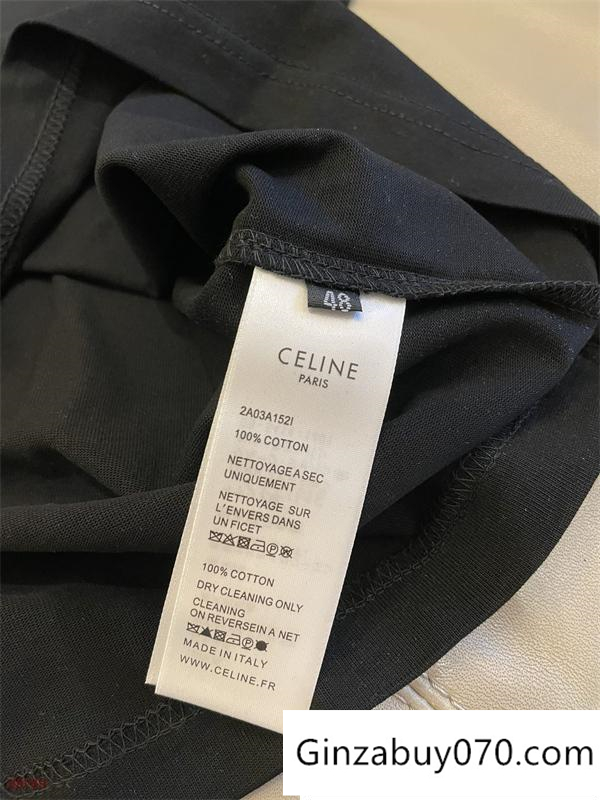 48
CELINE
PARIS
2A03A152I
100% COTTON
NETTOYAGE A SEC
UNIQUEMENT
NETTOYAGE SUR
L'ENVERS DANS
UN FICET
100% COTTON
DRY CLEANING ONLY
CLEANING
ON REVERSEIN A NET
MADE IN ITALY
WWW.CELINE.FR
Ginzabuy070.com